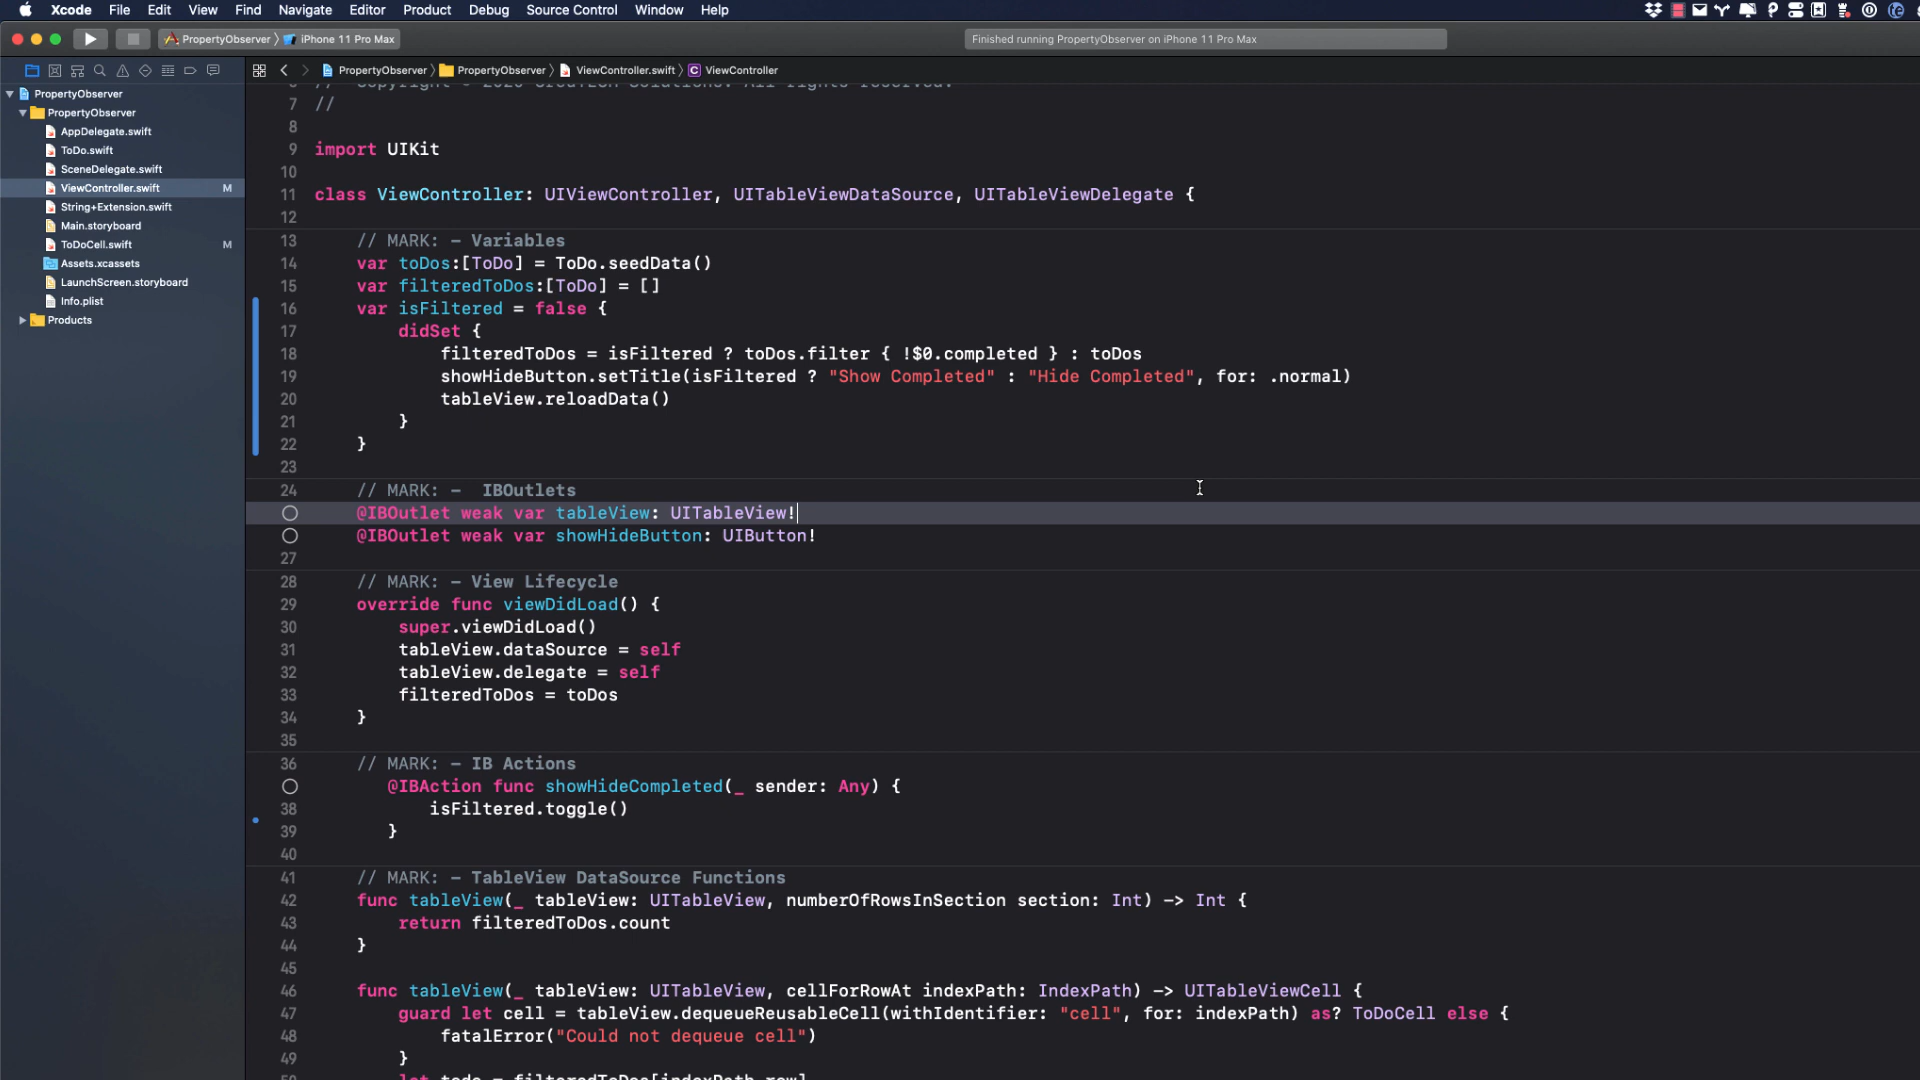 Xcode File Edit View Find Navigate Editor Product Debug Source Control Window Help
PropertyObserver iPhone 11 Pro Max
Finished running PropertyObserver on iPhone 11 Pro Max
PropertyObserver PropertyObserver ViewController.swift C ViewController
PropertyObserver
PropertyObserver
AppDelegate.swift
ToDo.swift
SceneDelegate.swift
ViewController.swift M
String+Extension.swift
Main.storyboard
ToDoCell.swift M
Assets.xcassets
LaunchScreen.storyboard
Info.plist
Products
7 //
8
9 import UIKit
10
11 class ViewController: UIViewController, UITableViewDataSource, UITableViewDelegate {
12
13 // MARK: - Variables
14 var toDos:[ToDo] = ToDo.seedData()
15 var filteredToDos:[ToDo] = []
16 var isFiltered = false {
17 didSet {
18 filteredToDos = isFiltered ? toDos.filter { !$0.completed } : toDos
19 showHideButton.setTitle(isFiltered ? "Show Completed" : "Hide Completed", for: .normal)
20 tableView.reloadData()
21 }
22 }
23
24 // MARK: -  IBOutlets
@IBOutlet weak var tableView: UITableView!
@IBOutlet weak var showHideButton: UIButton!
27
28 // MARK: - View Lifecycle
29 override func viewDidLoad() {
30 super.viewDidLoad()
31 tableView.dataSource = self
32 tableView.delegate = self
33 filteredToDos = toDos
34 }
35
36 // MARK: - IB Actions
@IBAction func showHideCompleted(_ sender: Any) {
38 isFiltered.toggle()
39 }
40
41 // MARK: - TableView DataSource Functions
42 func tableView(_ tableView: UITableView, numberOfRowsInSection section: Int) -> Int {
43 return filteredToDos.count
44 }
45
46 func tableView(_ tableView: UITableView, cellForRowAt indexPath: IndexPath) -> UITableViewCell {
47 guard let cell = tableView.dequeueReusableCell(withIdentifier: "cell", for: indexPath) as? ToDoCell else {
48 fatalError("Could not dequeue cell")
49 }